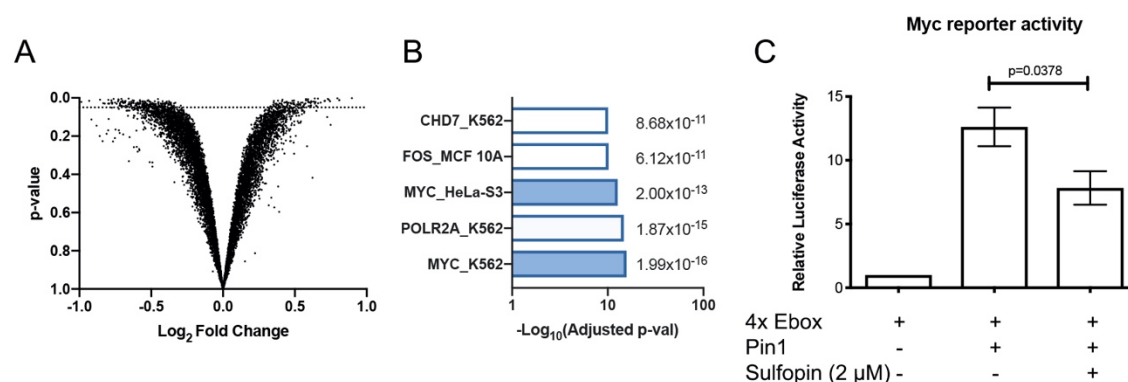 A
0.0
0.2
0.4
0.6
0.8
1.0
p-value
-1.0 -0.5 0.0 0.5 1.0
Log2 Fold Change
B
CHD7_K562 8.68x10-11
FOS_MCF 10A 6.12x10-11
MYC_HeLa-S3 2.00x10-13
POLR2A_K562 1.87x10-15
MYC_K562 1.99x10-16
1 10 100
-Log10(Adjusted p-val)
C
Myc reporter activity
p=0.0378
15
10
5
0
Relative Luciferase Activity
4x Ebox + + +
Pin1 - + +
Sulfopin (2 µM) - - +